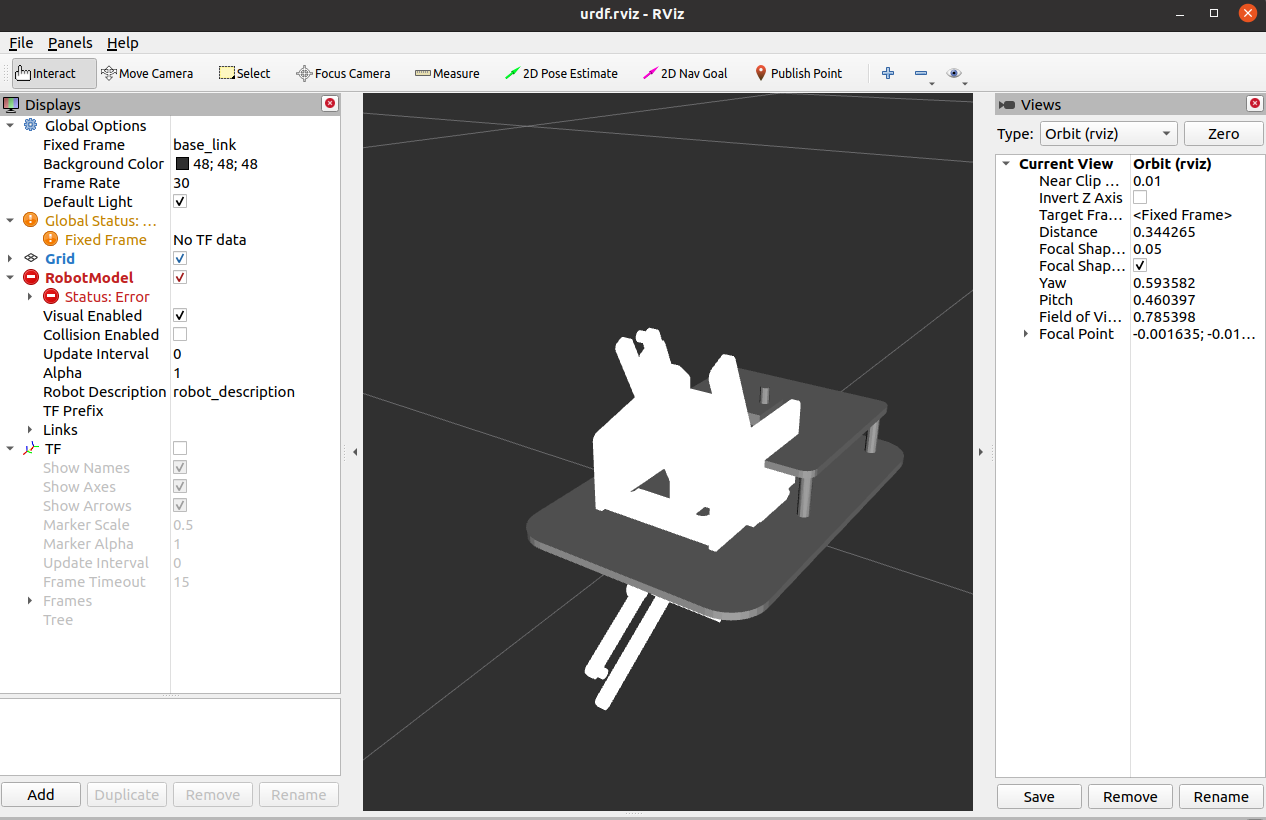 urdf.rviz - RViz
File Panels Help
Interact Move Camera Select Focus Camera Measure 2D Pose Estimate 2D Nav Goal Publish Point
Displays
Global Options
Fixed Frame base_link
Background Color 48; 48; 48
Frame Rate 30
Default Light
Global Status: ...
Fixed Frame No TF data
Grid
RobotModel
Status: Error
Visual Enabled
Collision Enabled
Update Interval 0
Alpha 1
Robot Description robot_description
TF Prefix
Links
TF
Show Names
Show Axes
Show Arrows
Marker Scale 0.5
Marker Alpha 1
Update Interval 0
Frame Timeout 15
Frames
Tree
Add Duplicate Remove Rename
Views
Type: Orbit (rviz) Zero
Current View Orbit (rviz)
Near Clip ... 0.01
Invert Z Axis
Target Fra... <Fixed Frame>
Distance 0.344265
Focal Shap... 0.05
Focal Shap...
Yaw 0.593582
Pitch 0.460397
Field of Vi... 0.785398
Focal Point -0.001635; -0.01...
Save Remove Rename